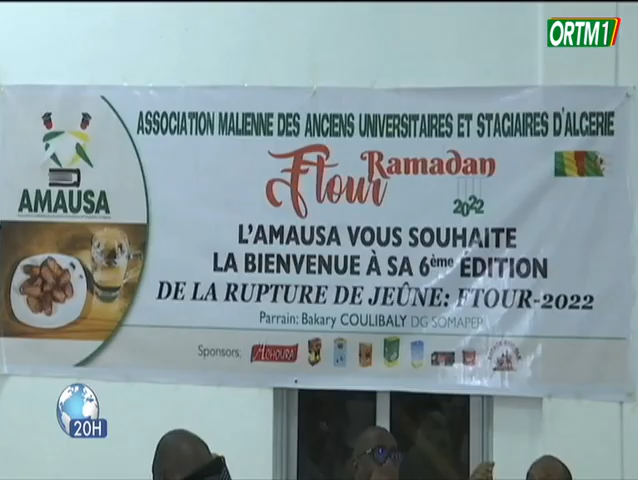 ORTM1
ASSOCIATION MALIENNE DES ANCIENS UNIVERSITAIRES ET STAGIAIRES D'ALGERIE
AMAUSA
Ftour Ramadan
2022
L'AMAUSA VOUS SOUHAITE
LA BIENVENUE À SA 6ème ÉDITION
DE LA RUPTURE DE JEÛNE: FTOUR-2022
Parrain: Bakary COULIBALY DG SOMAPEP
Sponsors:
20H